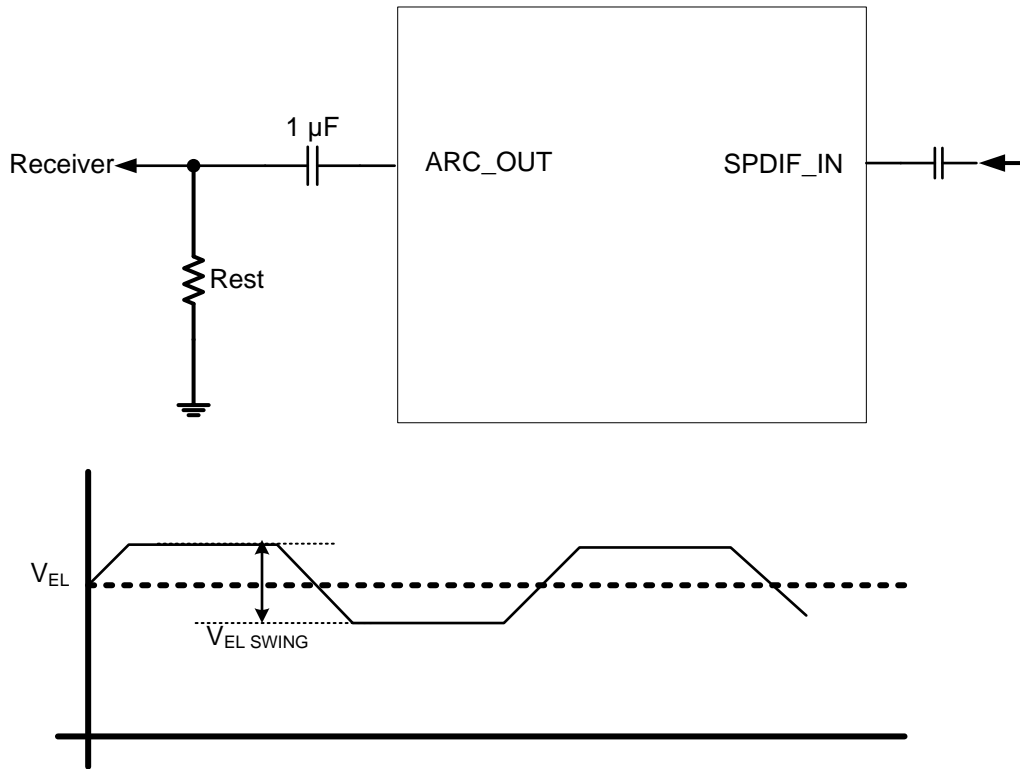 1 µF
Receiver
ARC_OUT
SPDIF_IN
Rest
VEL
VEL SWING